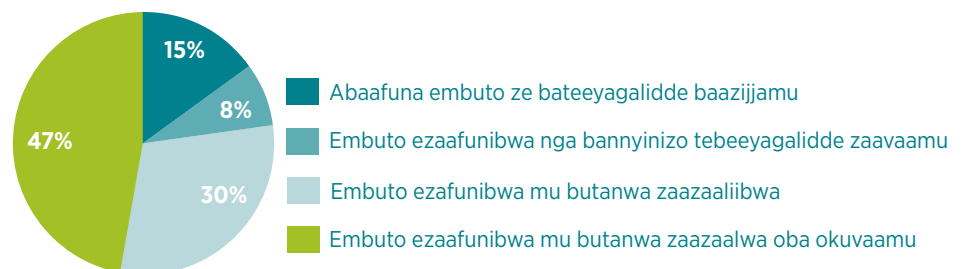 15%
8%
47%
30%
Abaafuna embuto ze bateeyagalidde baazijjamu
Embuto ezaafunibwa nga bannyinizo tebeeyagalidde zaavaamu
Embuto ezafunibwa mu butanwa zaazaaliibwa
Embuto ezaafunibwa mu butanwa zaazaalwa oba okuvaamu